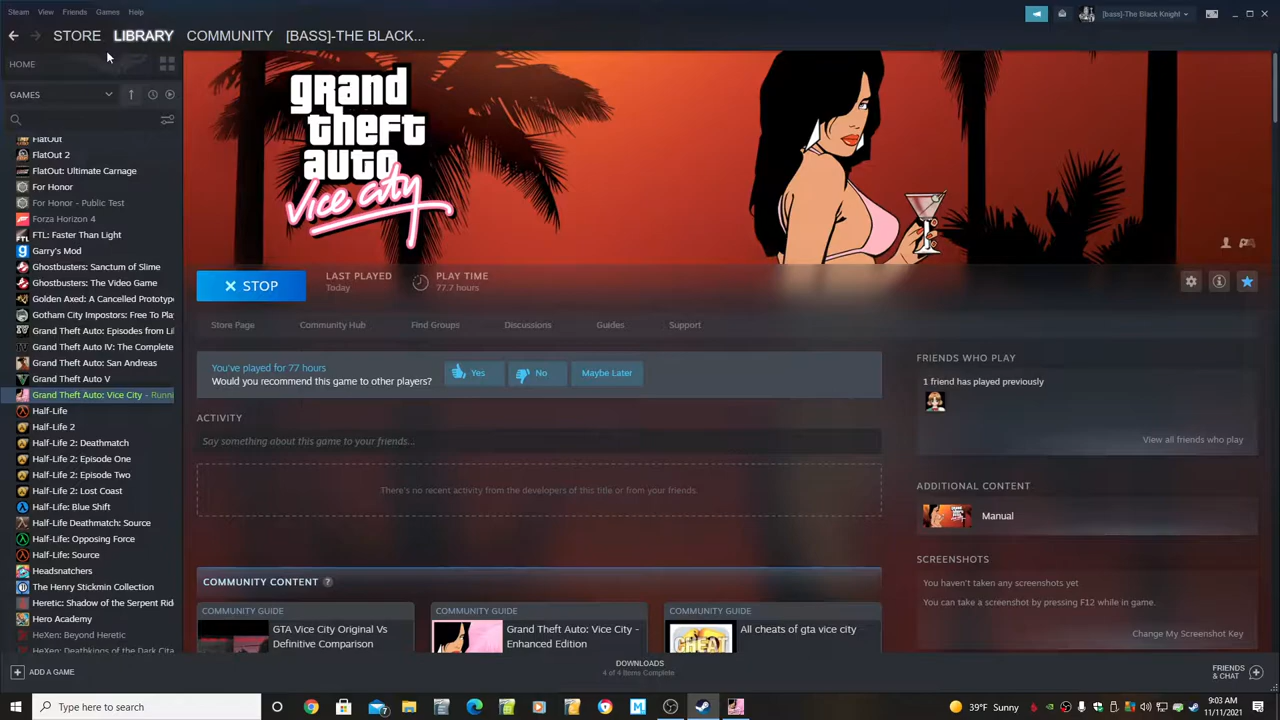 Steam View Friends Games Help
[bass]-The Black Knight
STORE LIBRARY COMMUNITY [BASS]-THE BLACK...
HOME
GAMES
FlatOut
FlatOut 2
FlatOut: Ultimate Carnage
For Honor
For Honor - Public Test
Forza Horizon 4
FTL: Faster Than Light
Garry's Mod
Ghostbusters: Sanctum of Slime
Ghostbusters: The Video Game
Golden Axed: A Cancelled Prototype
Gotham City Impostors: Free To Play
Grand Theft Auto: Episodes from Li
Grand Theft Auto IV: The Complete
Grand Theft Auto: San Andreas
Grand Theft Auto V
Grand Theft Auto: Vice City - Runni
Half-Life
Half-Life 2
Half-Life 2: Deathmatch
Half-Life 2: Episode One
Half-Life 2: Episode Two
Half-Life 2: Lost Coast
Half-Life: Blue Shift
Half-Life Deathmatch: Source
Half-Life: Opposing Force
Half-Life: Source
Headsnatchers
The Henry Stickmin Collection
Heretic: Shadow of the Serpent Rid
Hero Academy
HeXen: Beyond Heretic
HeXen: Deathkings of the Dark Cita
ADD A GAME
grand
theft
auto
vice city
STOP
LAST PLAYED
Today
PLAY TIME
77.7 hours
Store Page Community Hub Find Groups Discussions Guides Support
You've played for 77 hours
Would you recommend this game to other players?
Yes No Maybe Later
ACTIVITY
Say something about this game to your friends...
There's no recent activity from the developers of this title or from your friends.
COMMUNITY CONTENT ?
COMMUNITY GUIDE
GTA Vice City Original Vs
Definitive Comparison
COMMUNITY GUIDE
Grand Theft Auto: Vice City -
Enhanced Edition
COMMUNITY GUIDE
CHEAT
All cheats of gta vice city
FRIENDS WHO PLAY
1 friend has played previously
View all friends who play
ADDITIONAL CONTENT
Manual
SCREENSHOTS
You haven't taken any screenshots yet
You can take a screenshot by pressing F12 while in game.
Change My Screenshot Key
DOWNLOADS
4 of 4 Items Complete
FRIENDS
& CHAT
Type here to search
39°F Sunny
9:03 AM
11/11/2021